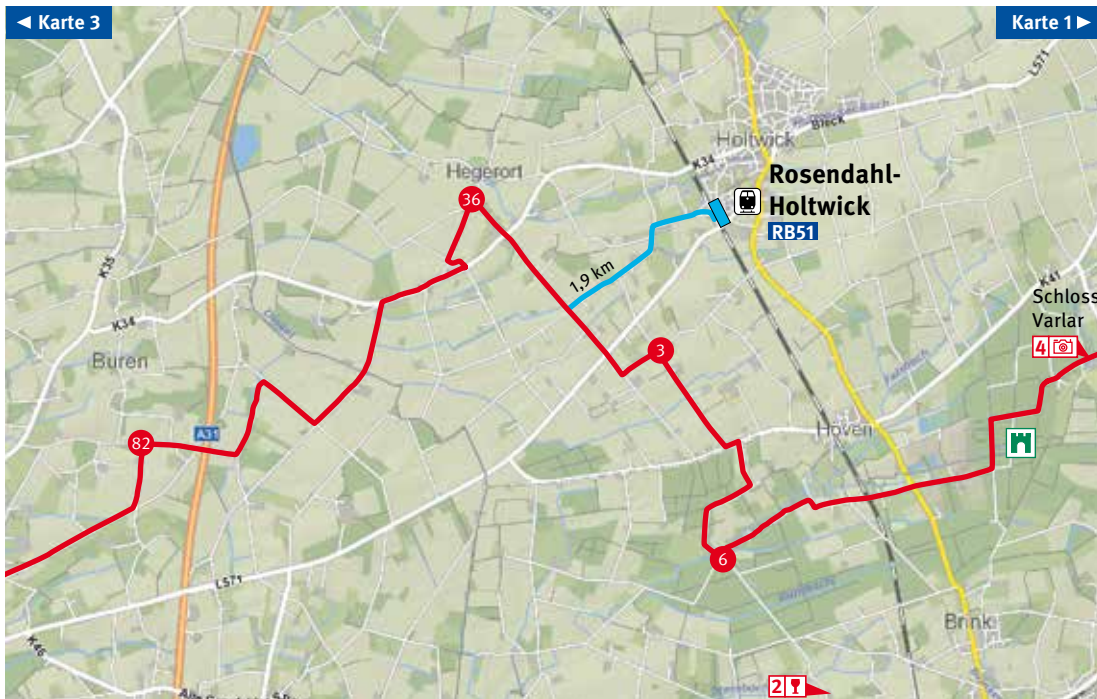 ◄ Karte 3
Karte 1 ►
L571
Holtwick
Bleck
K34
Hegerort
36
Rosendahl-
Holtwick
RB51
K35
1,9 km
K41
Schloss
Varlar
4
K34
Buren
3
82
A31
Höven
6
L571
Brink
K46
2